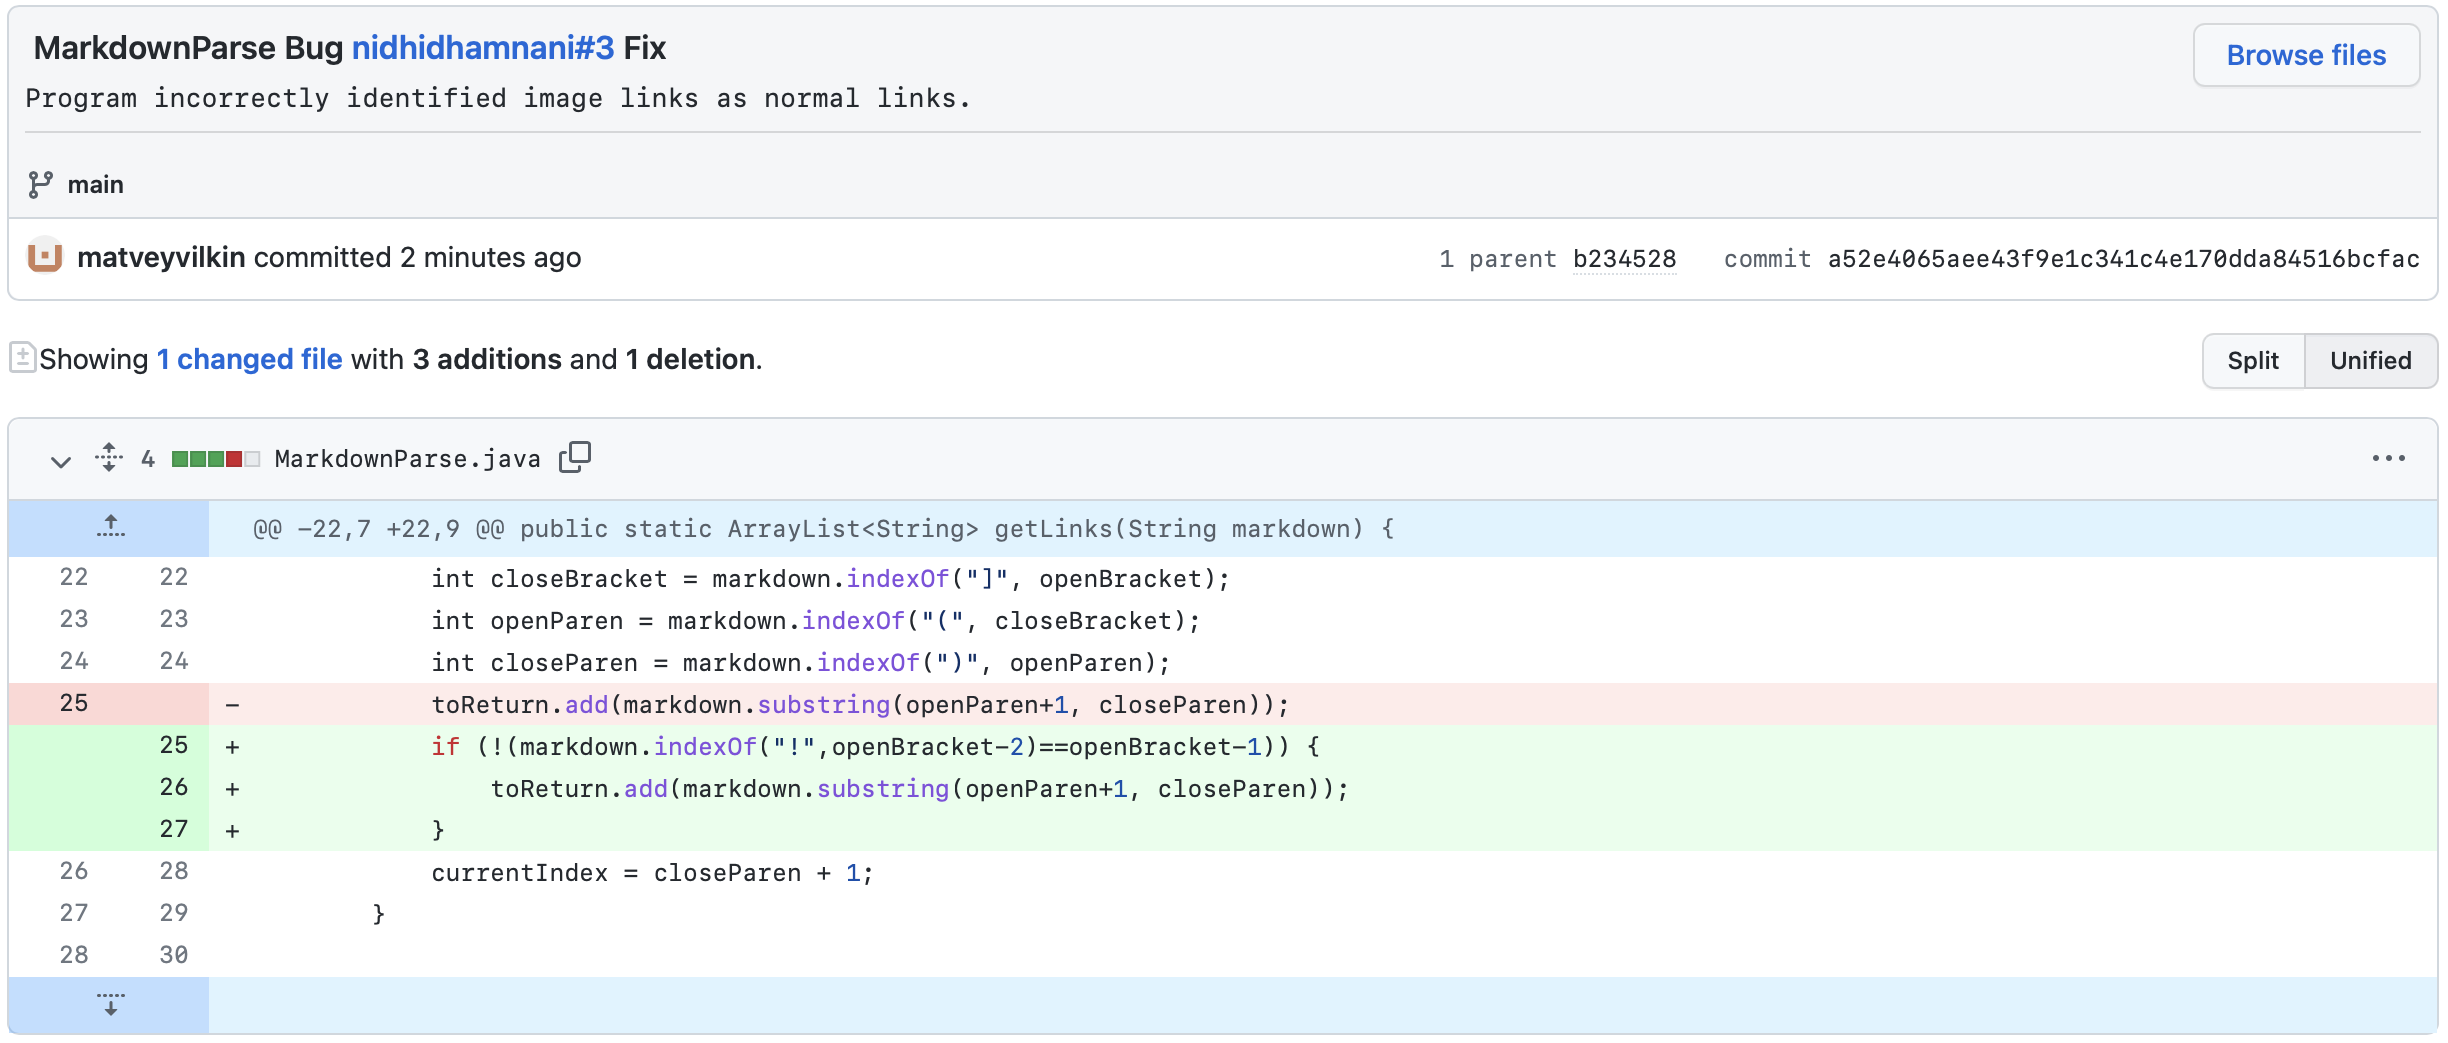 MarkdownParse Bug nidhidhamnani#3 Fix
Browse files
Program incorrectly identified image links as normal links.
main
matveyvilkin committed 2 minutes ago
1 parent b234528 commit a52e4065aee43f9e1c341c4e170dda84516bcfac
Showing 1 changed file with 3 additions and 1 deletion.
Split Unified
4 MarkdownParse.java
@@ -22,7 +22,9 @@ public static ArrayList<String> getLinks(String markdown) {
22 22 int closeBracket = markdown.indexOf("]", openBracket);
23 23 int openParen = markdown.indexOf("(", closeBracket);
24 24 int closeParen = markdown.indexOf(")", openParen);
25 - toReturn.add(markdown.substring(openParen+1, closeParen));
25 + if (!(markdown.indexOf("!",openBracket-2)==openBracket-1)) {
26 + toReturn.add(markdown.substring(openParen+1, closeParen));
27 + }
26 28 currentIndex = closeParen + 1;
27 29 }
28 30